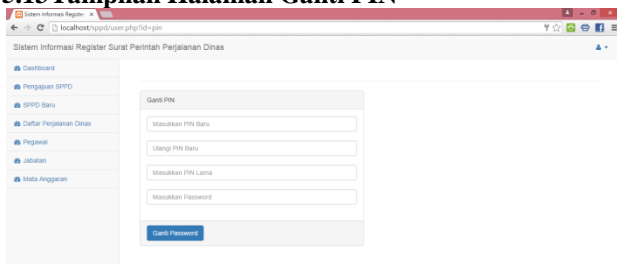 5.15Tampilan Halaman Ganti PIN
Sistem Informasi Register
localhost/sppd/user.php?id=pin
Sistem Informasi Register Surat Perintah Perjalanan Dinas
Dashboard
Pengajuan SPPD
SPPD Baru
Daftar Perjalanan Dinas
Pegawai
Jabatan
Mata Anggaran
Ganti PIN
Masukkan PIN Baru
Ulangi PIN Baru
Masukkan PIN Lama
Masukkan Password
Ganti Password